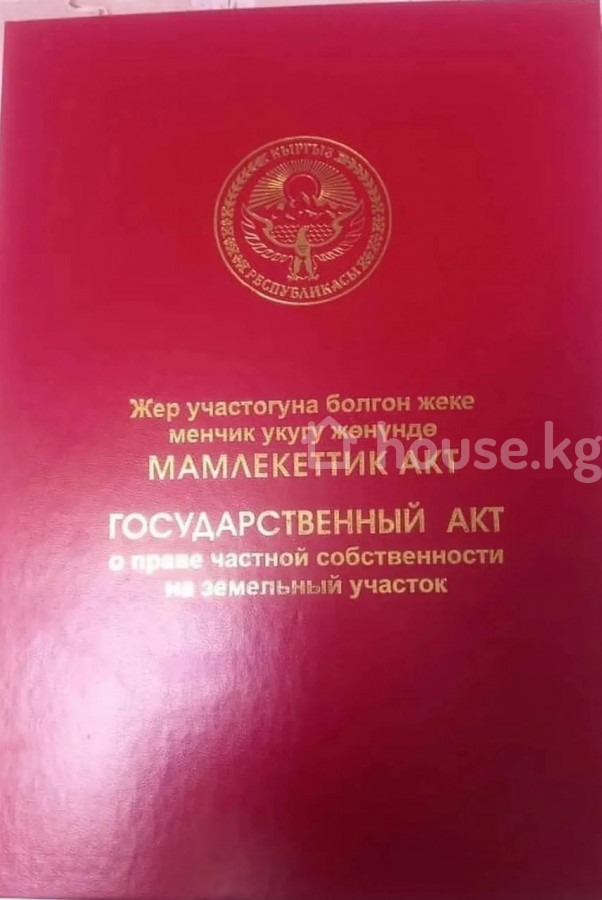 КЫРГЫЗ
РЕСПУБЛИКАСЫ
Жер участогуна болгон жеке
менчик укугу жөнүндө
МАМЛЕКЕТТИК АКТ
house.kg
ГОСУДАРСТВЕННЫЙ АКТ
о праве частной собственности
на земельный участок